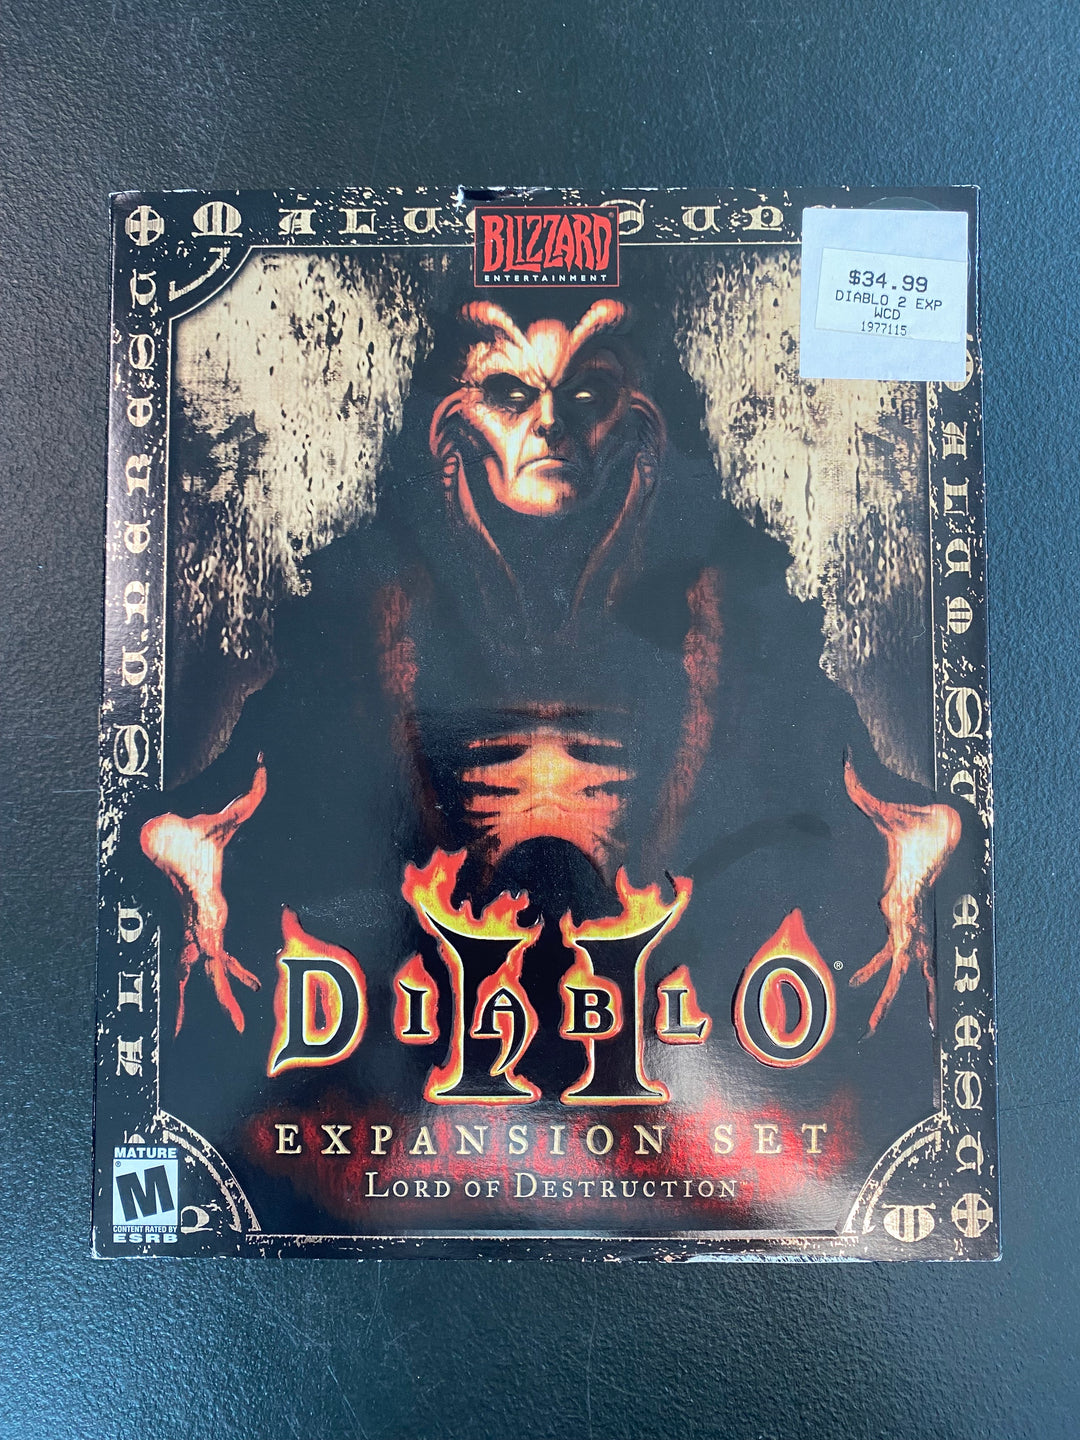 BLIZZARD®
ENTERTAINMENT
$34.99
DIABLO 2 EXP
WCD
1977115
DIABLO®
II
EXPANSION SET
LORD OF DESTRUCTION™
MATURE
M
®
CONTENT RATED BY
ESRB